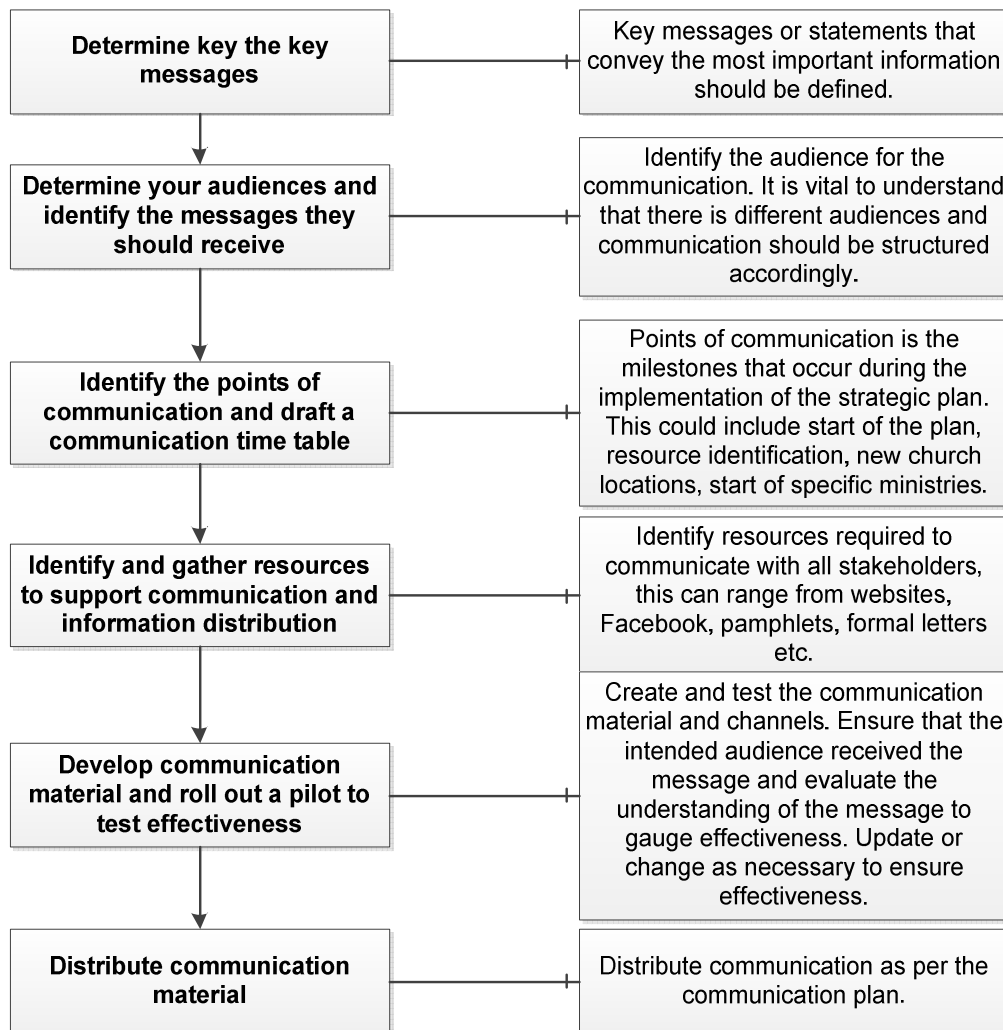 Determine key the key
messages
Key messages or statements that
convey the most important information
should be defined.
Determine your audiences and
identify the messages they
should receive
Identify the audience for the
communication. It is vital to understand
that there is different audiences and
communication should be structured
accordingly.
Identify the points of
communication and draft a
communication time table
Points of communication is the
milestones that occur during the
implementation of the strategic plan.
This could include start of the plan,
resource identification, new church
locations, start of specific ministries.
Identify and gather resources
to support communication and
information distribution
Identify resources required to
communicate with all stakeholders,
this can range from websites,
Facebook, pamphlets, formal letters
etc.
Develop communication
material and roll out a pilot to
test effectiveness
Create and test the communication
material and channels. Ensure that the
intended audience received the
message and evaluate the
understanding of the message to
gauge effectiveness. Update or
change as necessary to ensure
effectiveness.
Distribute communication
material
Distribute communication as per the
communication plan.